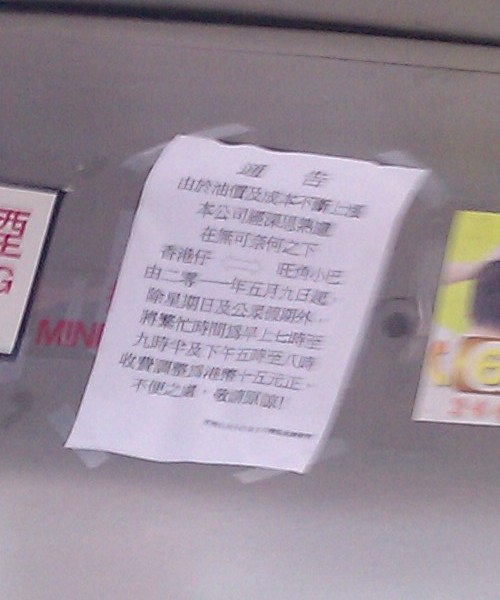 通告
由於油價及成本不斷上漲
本公司經深思熟慮
在無可奈何之下
香港仔 ⇔ 旺角小巴
由二零一一年五月九日起，
除星期日及公眾假期外，
將繁忙時間為早上七時至
九時半及下午五時至八時
收費調整為港幣十五元正，
不便之處，敬請原諒!
MIN
G